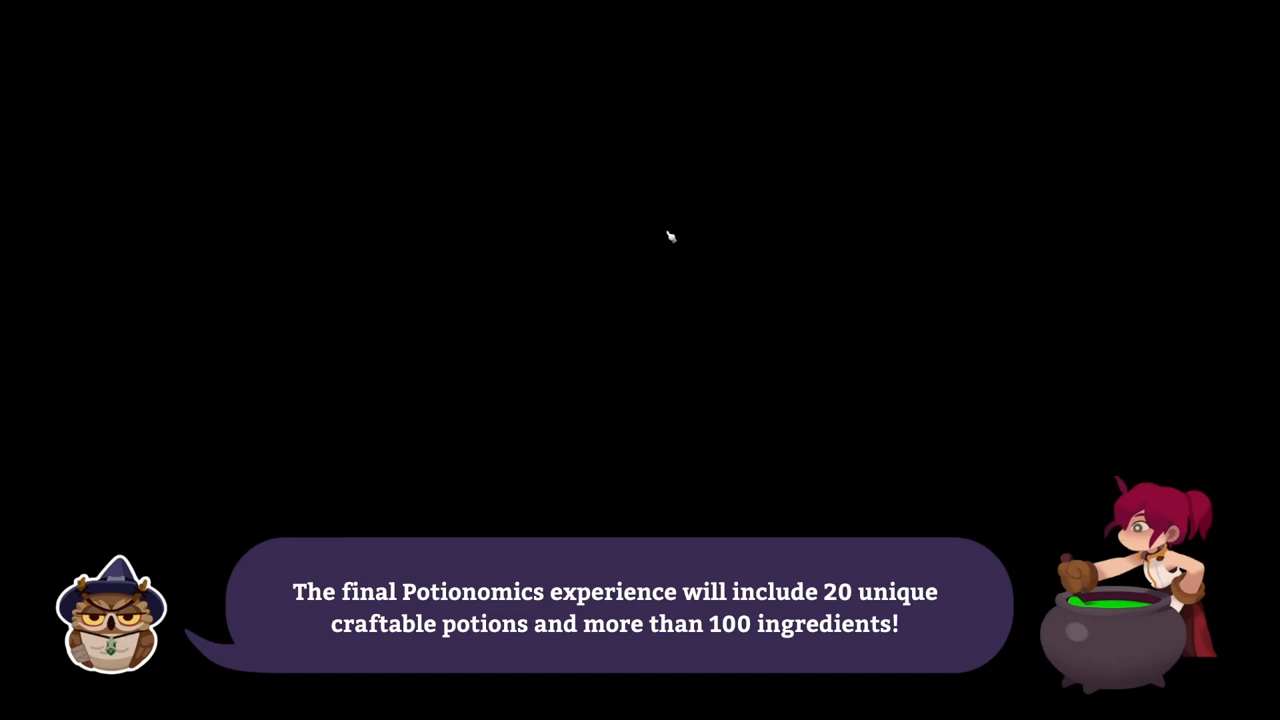 The final Potionomics experience will include 20 unique
craftable potions and more than 100 ingredients!